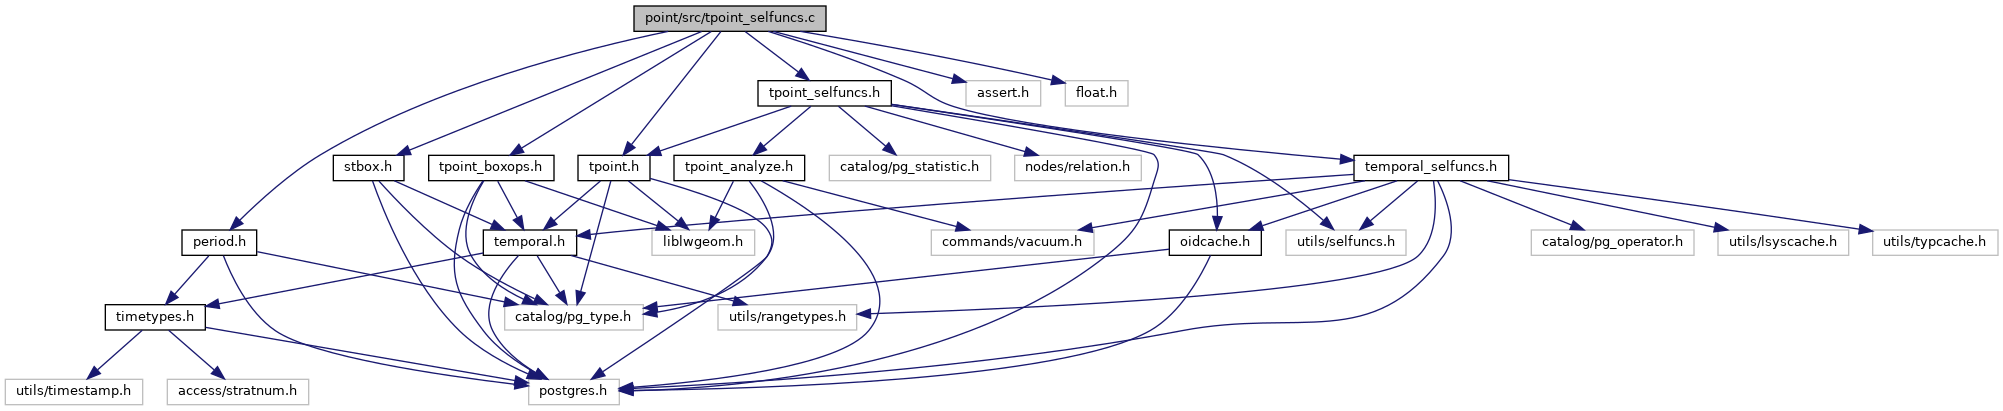 point/src/tpoint_selfuncs.c
tpoint_selfuncs.h
assert.h
float.h
stbox.h
tpoint_boxops.h
tpoint.h
tpoint_analyze.h
catalog/pg_statistic.h
nodes/relation.h
temporal_selfuncs.h
period.h
temporal.h
liblwgeom.h
commands/vacuum.h
oidcache.h
utils/selfuncs.h
catalog/pg_operator.h
utils/lsyscache.h
utils/typcache.h
timetypes.h
catalog/pg_type.h
utils/rangetypes.h
utils/timestamp.h
access/stratnum.h
postgres.h